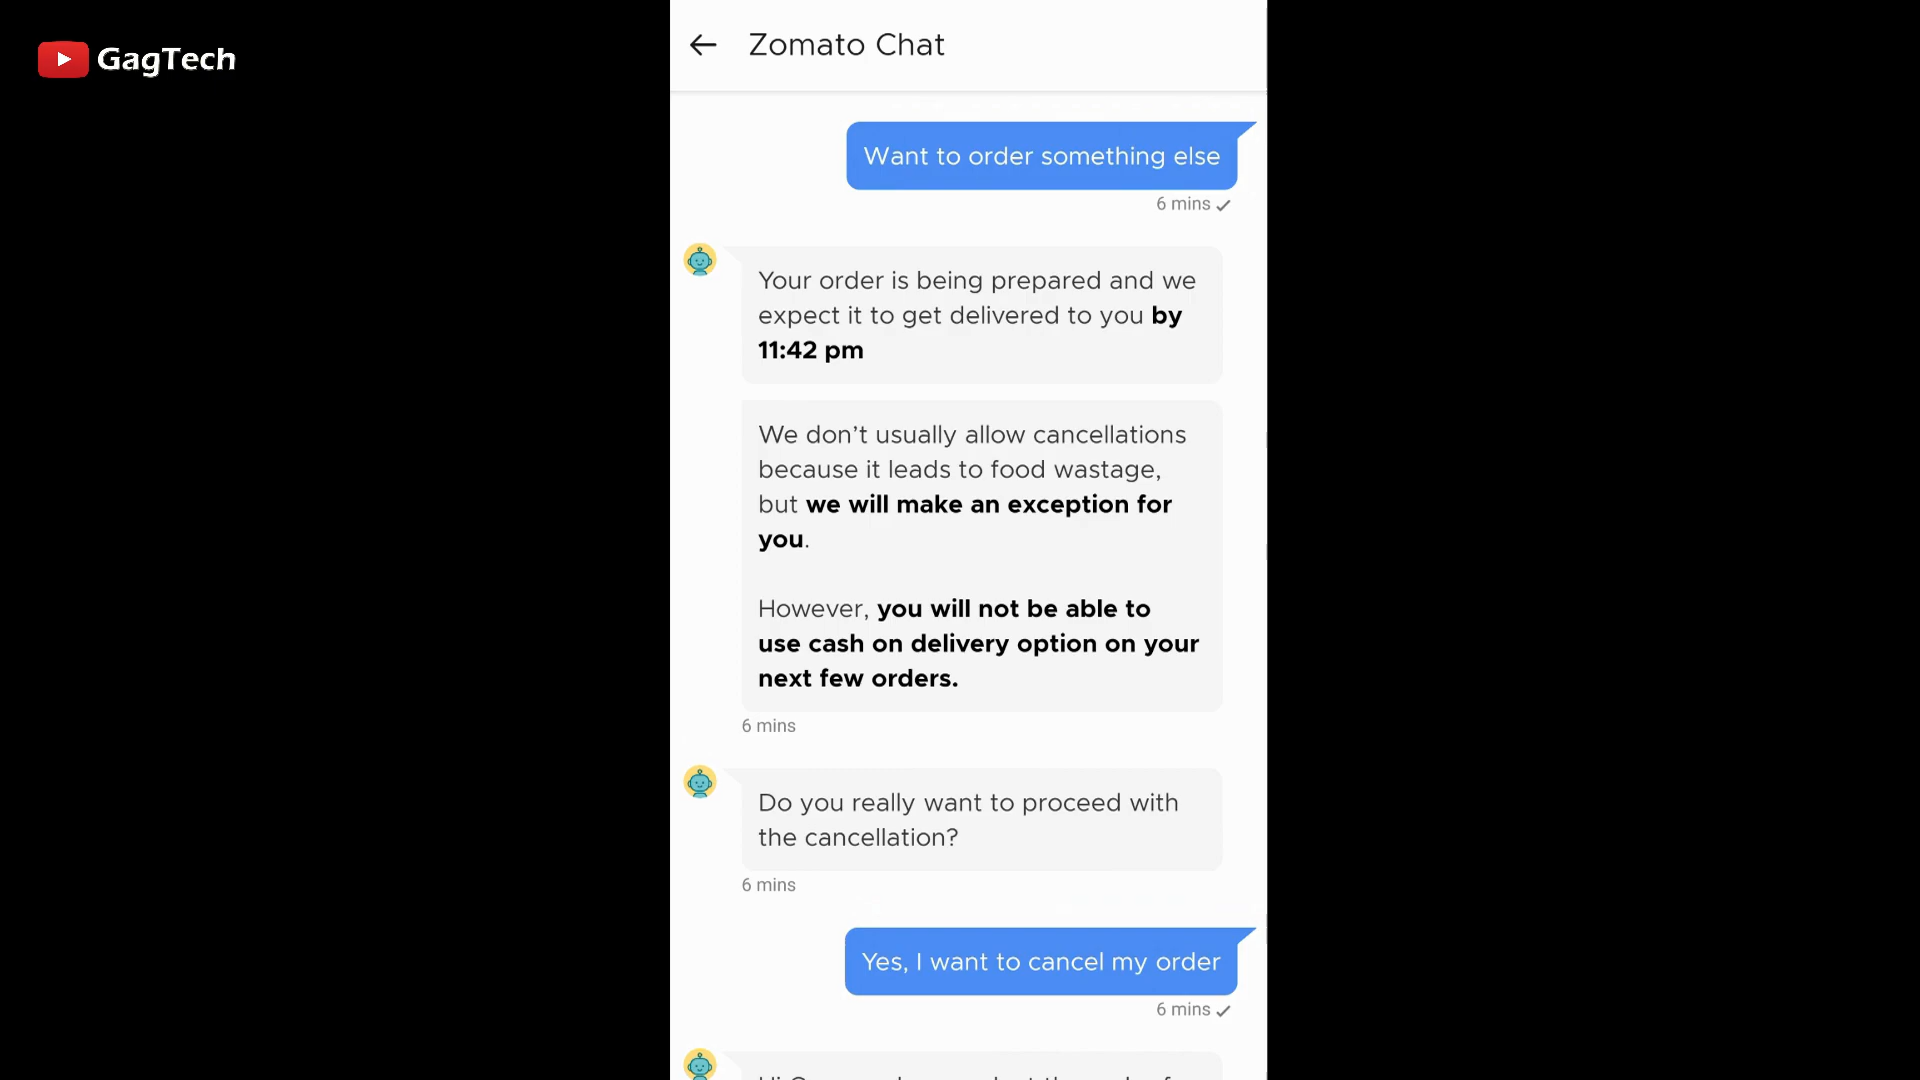 GagTech
Zomato Chat
Want to order something else
6 mins
Your order is being prepared and we
expect it to get delivered to you by
11:42 pm
We don’t usually allow cancellations
because it leads to food wastage,
but we will make an exception for
you.
However, you will not be able to
use cash on delivery option on your
next few orders.
6 mins
Do you really want to proceed with
the cancellation?
6 mins
Yes, I want to cancel my order
6 mins